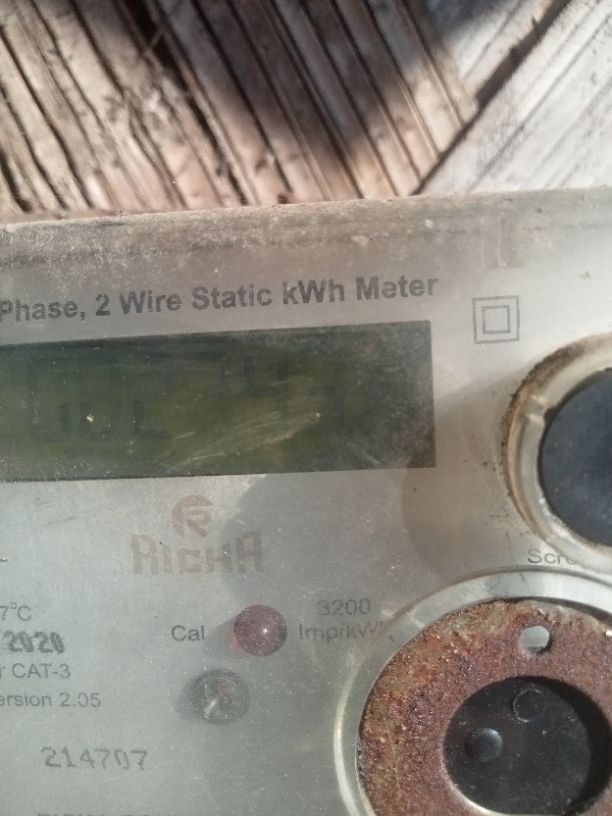 Phase, 2 Wire Static kWh Meter
RICHA
7°C
2020
Cal
3200
Imp/kW
CAT-3
ersion 2.05
214707